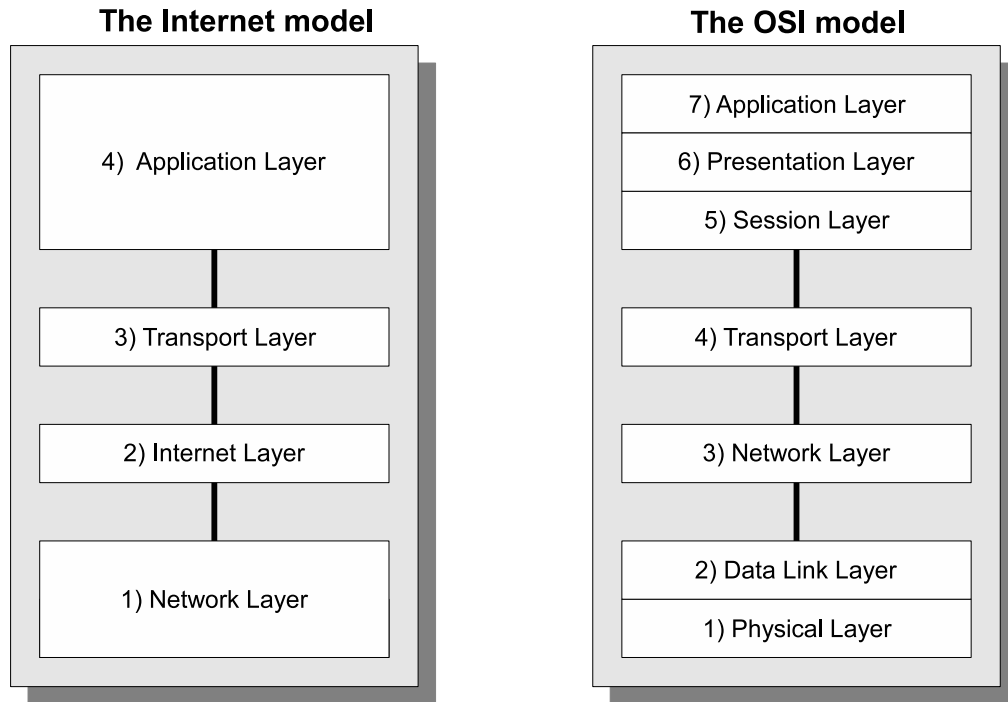 The Internet model
4) Application Layer
3) Transport Layer
2) Internet Layer
1) Network Layer
The OSI model
7) Application Layer
6) Presentation Layer
5) Session Layer
4) Transport Layer
3) Network Layer
2) Data Link Layer
1) Physical Layer